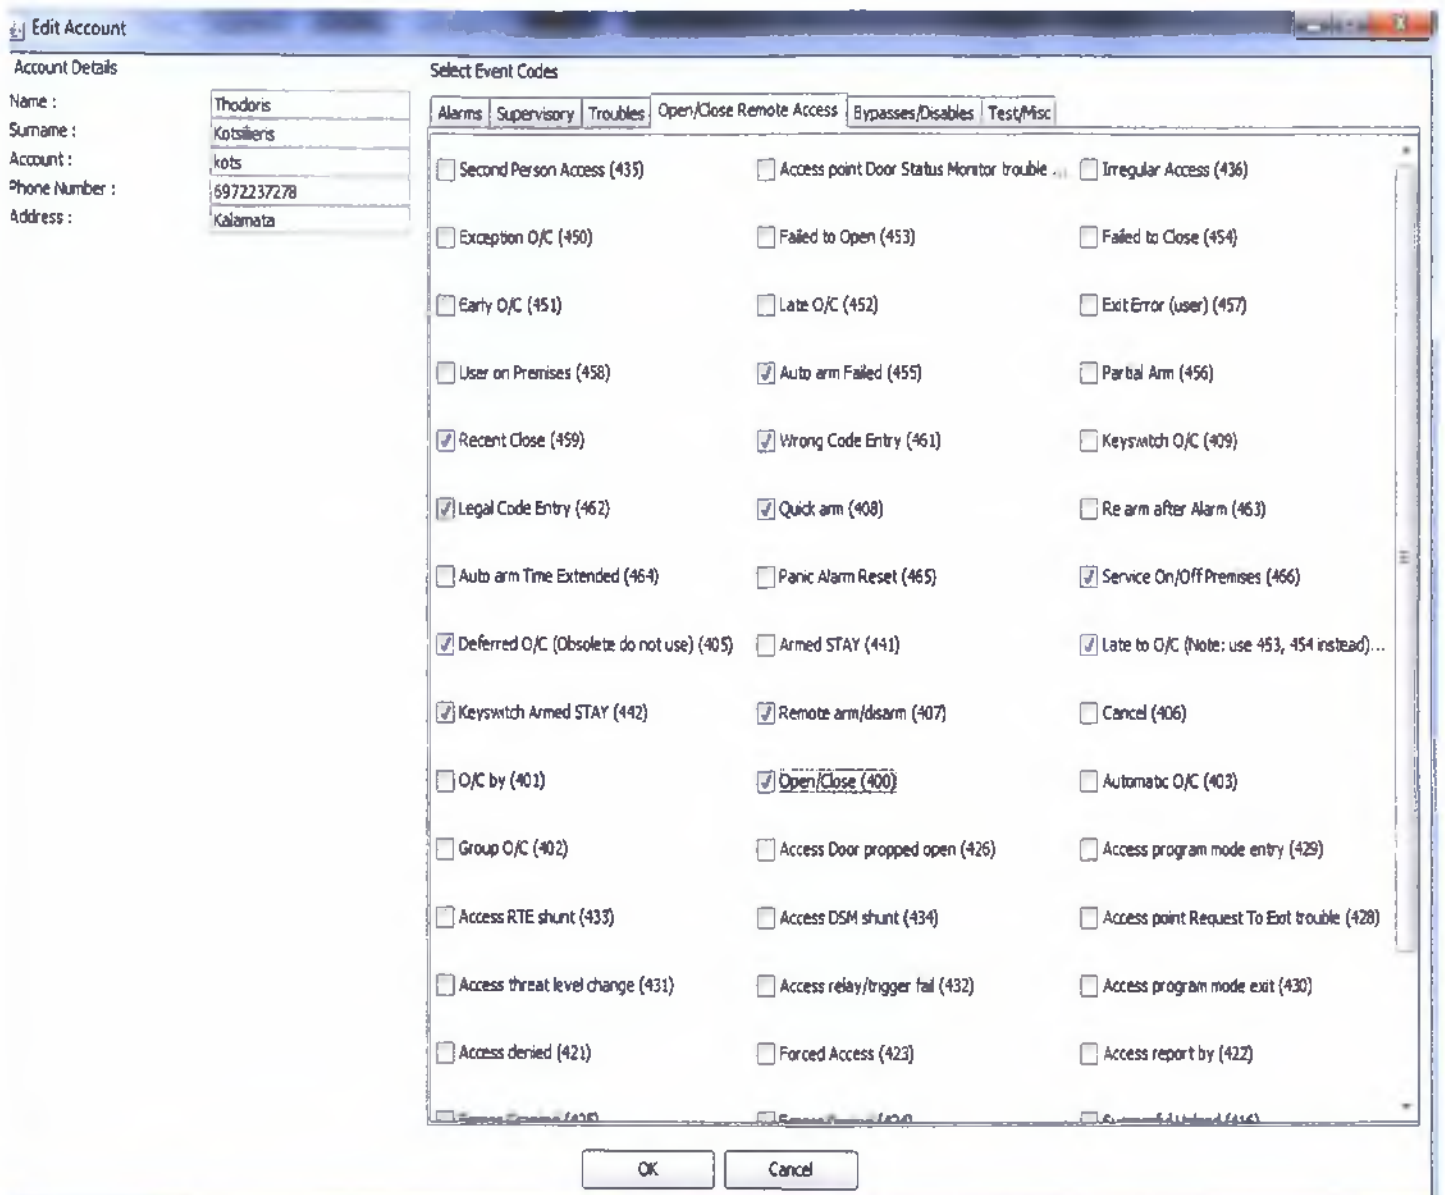 Edit Account
Account Details
Name :
Thodoris
Surname :
Kotsilieris
Account :
kots
Phone Number :
6972237278
Address :
Kalamata
Select Event Codes
Alarms Supervisory Troubles Open/Close Remote Access Bypasses/Disables Test/Misc
Second Person Access (435) Access point Door Status Monitor trouble ... Irregular Access (436)
Exception O/C (450) Failed to Open (453) Failed to Close (454)
Early O/C (451) Late O/C (452) Exit Error (user) (457)
User on Premises (458) Auto arm Failed (455) Partial Arm (456)
Recent Close (459) Wrong Code Entry (461) Keyswitch O/C (409)
Legal Code Entry (462) Quick arm (408) Re arm after Alarm (463)
Auto arm Time Extended (464) Panic Alarm Reset (465) Service On/Off Premises (466)
Deferred O/C (Obsolete do not use) (405) Armed STAY (441) Late to O/C (Note: use 453, 454 instead)...
Keyswitch Armed STAY (442) Remote arm/disarm (407) Cancel (406)
O/C by (401) Open/Close (400) Automatic O/C (403)
Group O/C (402) Access Door propped open (426) Access program mode entry (429)
Access RTE shunt (433) Access DSM shunt (434) Access point Request To Exit trouble (428)
Access threat level change (431) Access relay/trigger fail (432) Access program mode exit (430)
Access denied (421) Forced Access (423) Access report by (422)
OK Cancel